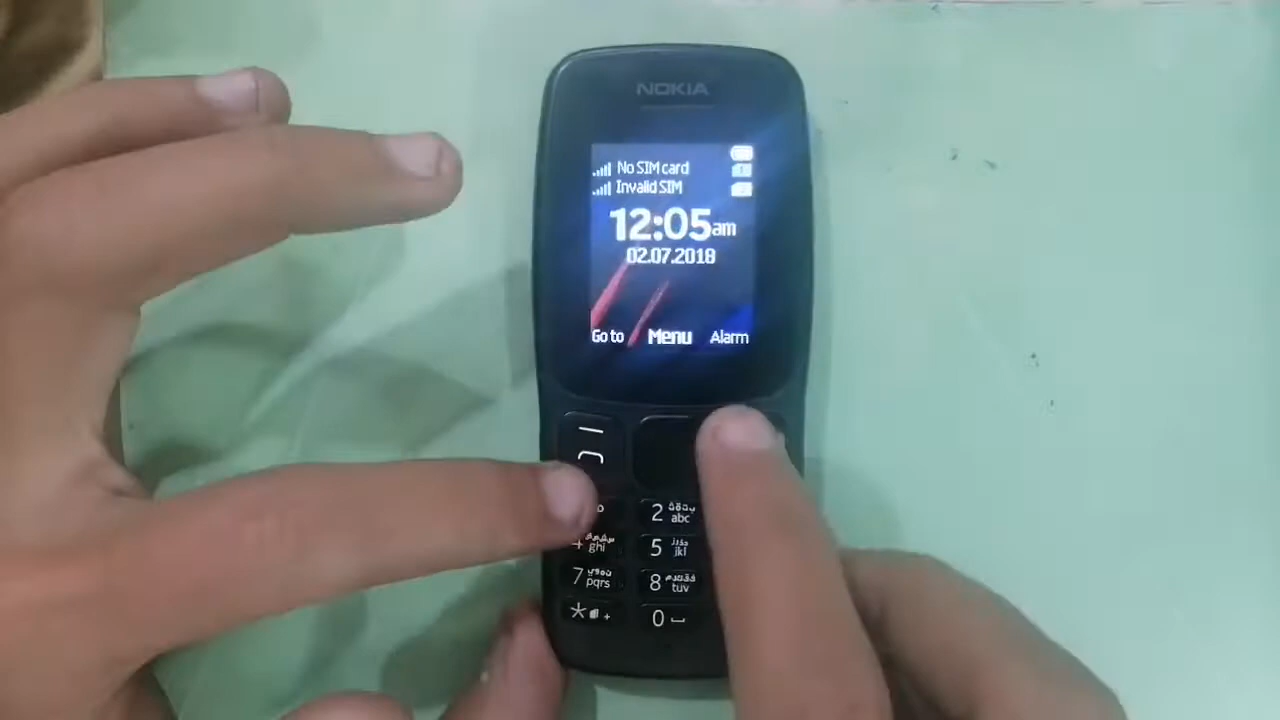 NOKIA
No SIM card
Invalid SIM
12:05am
02.07.2018
Go to Menu Alarm
2 abc
ghi 5 jkl
7 pqrs 8 tuv
* + 0